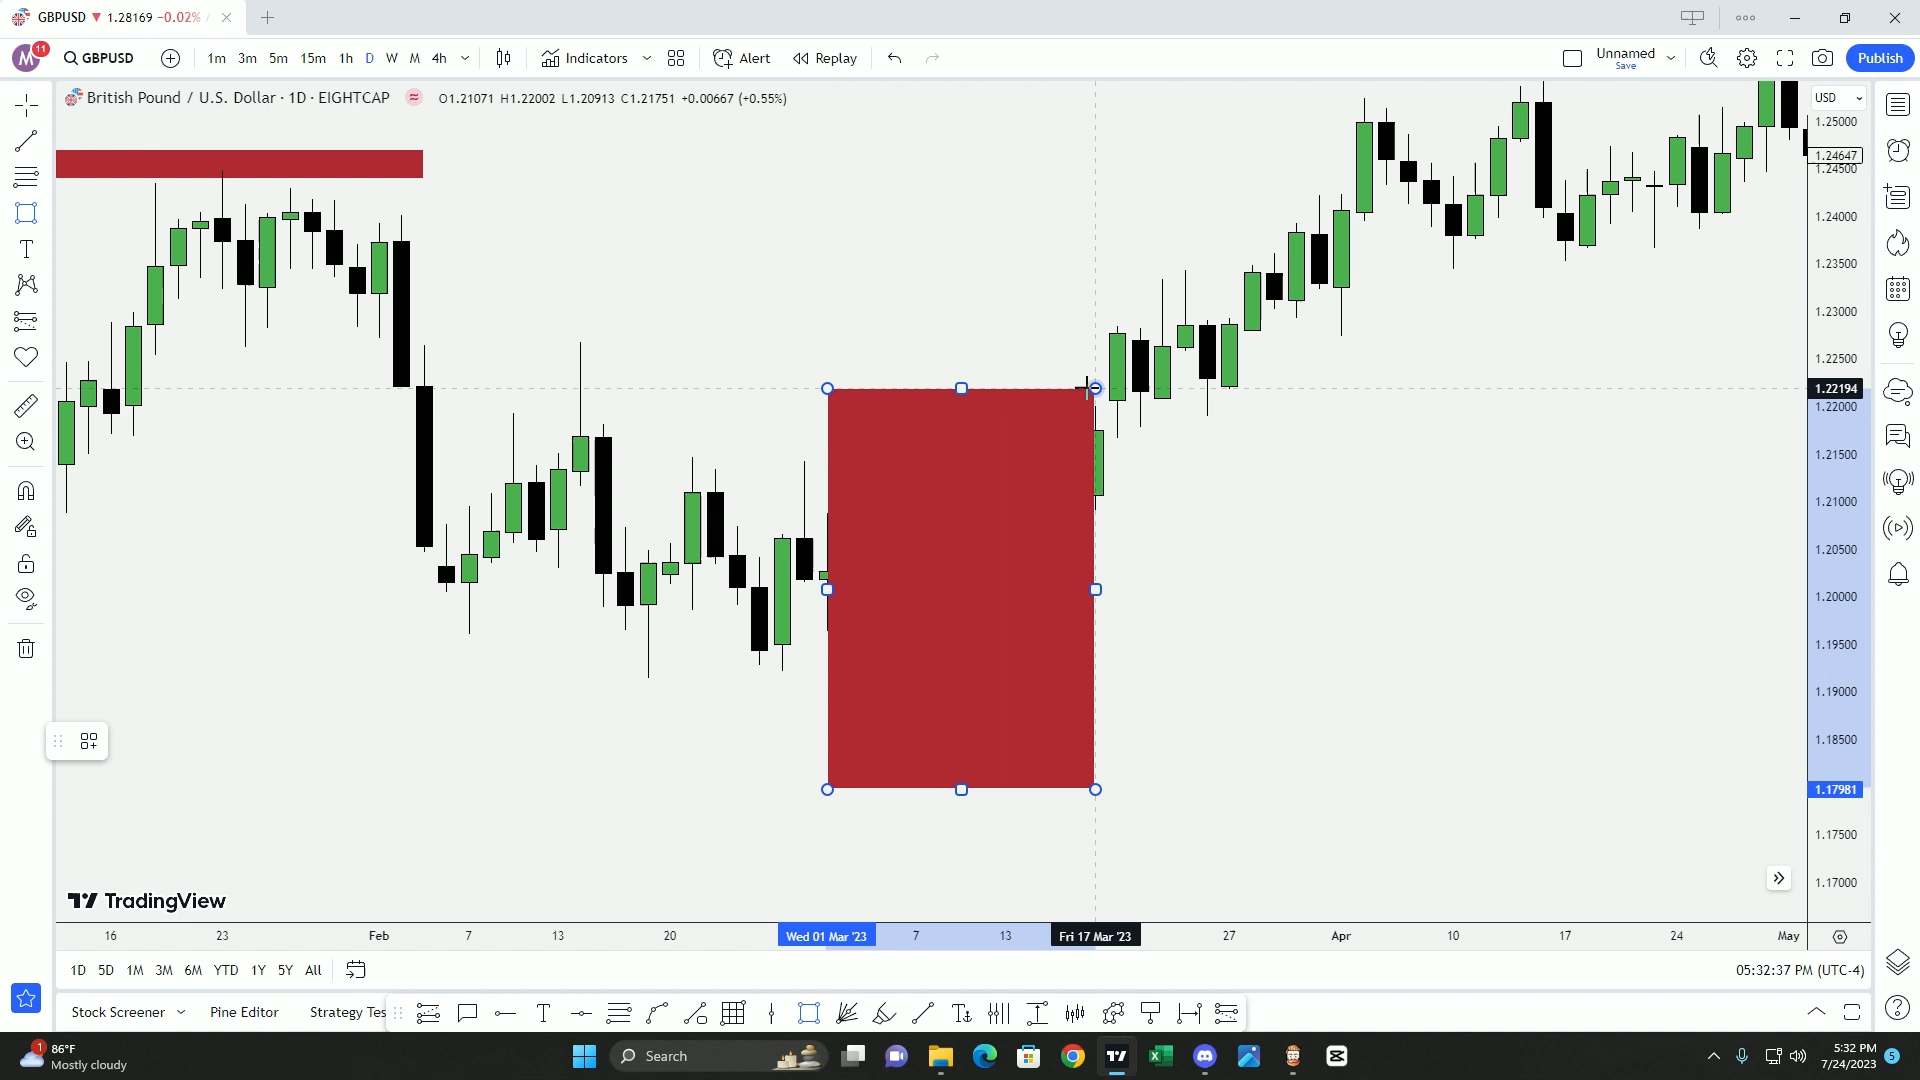 GBPUSD ▼ 1.28169 −0.02% /
M 11 GBPUSD 1m 3m 5m 15m 1h D W M 4h Indicators Alert Replay Unnamed Save Publish
British Pound / U.S. Dollar · 1D · EIGHTCAP O1.21071 H1.22002 L1.20913 C1.21751 +0.00667 (+0.55%)
USD
1.25000
1.24647
1.24500
1.24000
1.23500
1.23000
1.22500
1.22194
1.22000
1.21500
1.21000
1.20500
1.20000
1.19500
1.19000
1.18500
1.17981
1.17500
1.17000
TradingView
16 23 Feb 7 13 20 Wed 01 Mar '23 7 13 Fri 17 Mar '23 27 Apr 10 17 24 May
1D 5D 1M 3M 6M YTD 1Y 5Y All 05:32:37 PM (UTC-4)
Stock Screener Pine Editor Strategy Tes
1 86°F
Mostly cloudy
Search
5:32 PM
7/24/2023
5